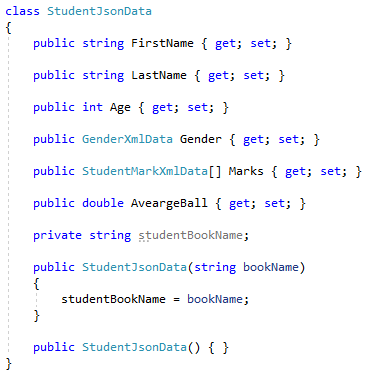 class StudentJsonData
{
public string FirstName { get; set; }
public string LastName { get; set; }
public int Age { get; set; }
public GenderXmlData Gender { get; set; }
public StudentMarkXmlData[] Marks { get; set; }
public double AveargeBall { get; set; }
private string studentBookName;
public StudentJsonData(string bookName)
{
studentBookName = bookName;
}
public StudentJsonData() { }
}